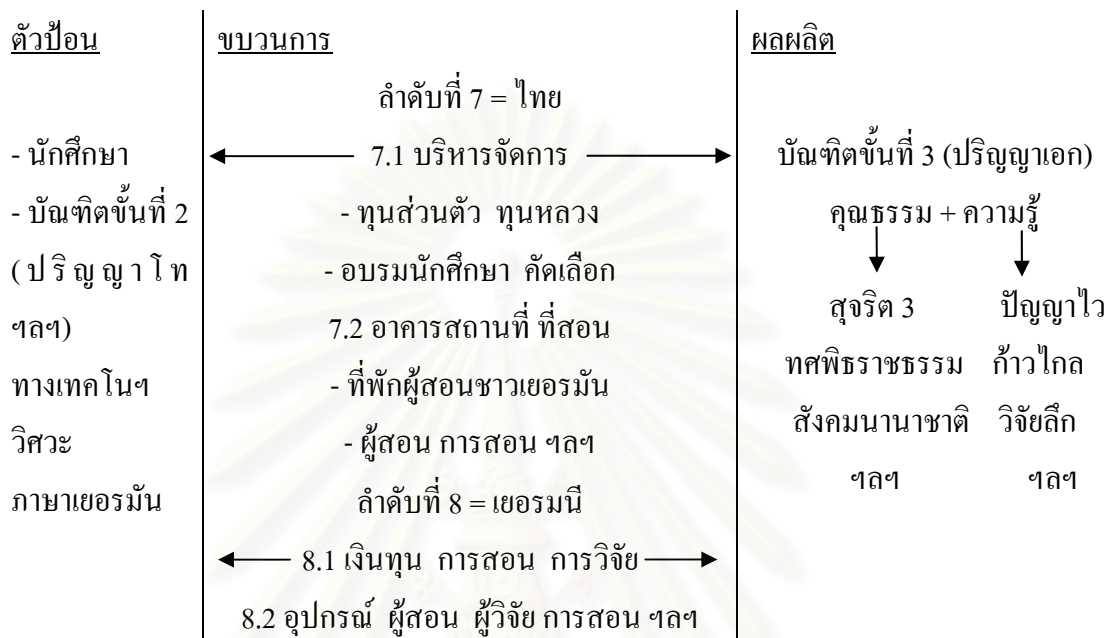 ตัวป้อน
- นักศึกษา
- บัณฑิตขั้นที่ 2
(ปริญญาโท
ฯลฯ)
ทางเทคโนฯ
วิศวะ
ภาษาเยอรมัน
ขบวนการ
ลำดับที่ 7 = ไทย
7.1 บริหารจัดการ
- ทุนส่วนตัว ทุนหลวง
- อบรมนักศึกษา คัดเลือก
7.2 อาคารสถานที่ ที่สอน
- ที่พักผู้สอนชาวเยอรมัน
- ผู้สอน การสอน ฯลฯ
ลำดับที่ 8 = เยอรมนี
8.1 เงินทุน การสอน การวิจัย
8.2 อุปกรณ์ ผู้สอน ผู้วิจัย การสอน ฯลฯ
ผลผลิต
บัณฑิตขั้นที่ 3 (ปริญญาเอก)
คุณธรรม + ความรู้
สุจริต 3 ปัญญาไว
ทศพิธราชธรรม ก้าวไกล
สังคมนานาชาติ วิจัยลึก
ฯลฯ ฯลฯ